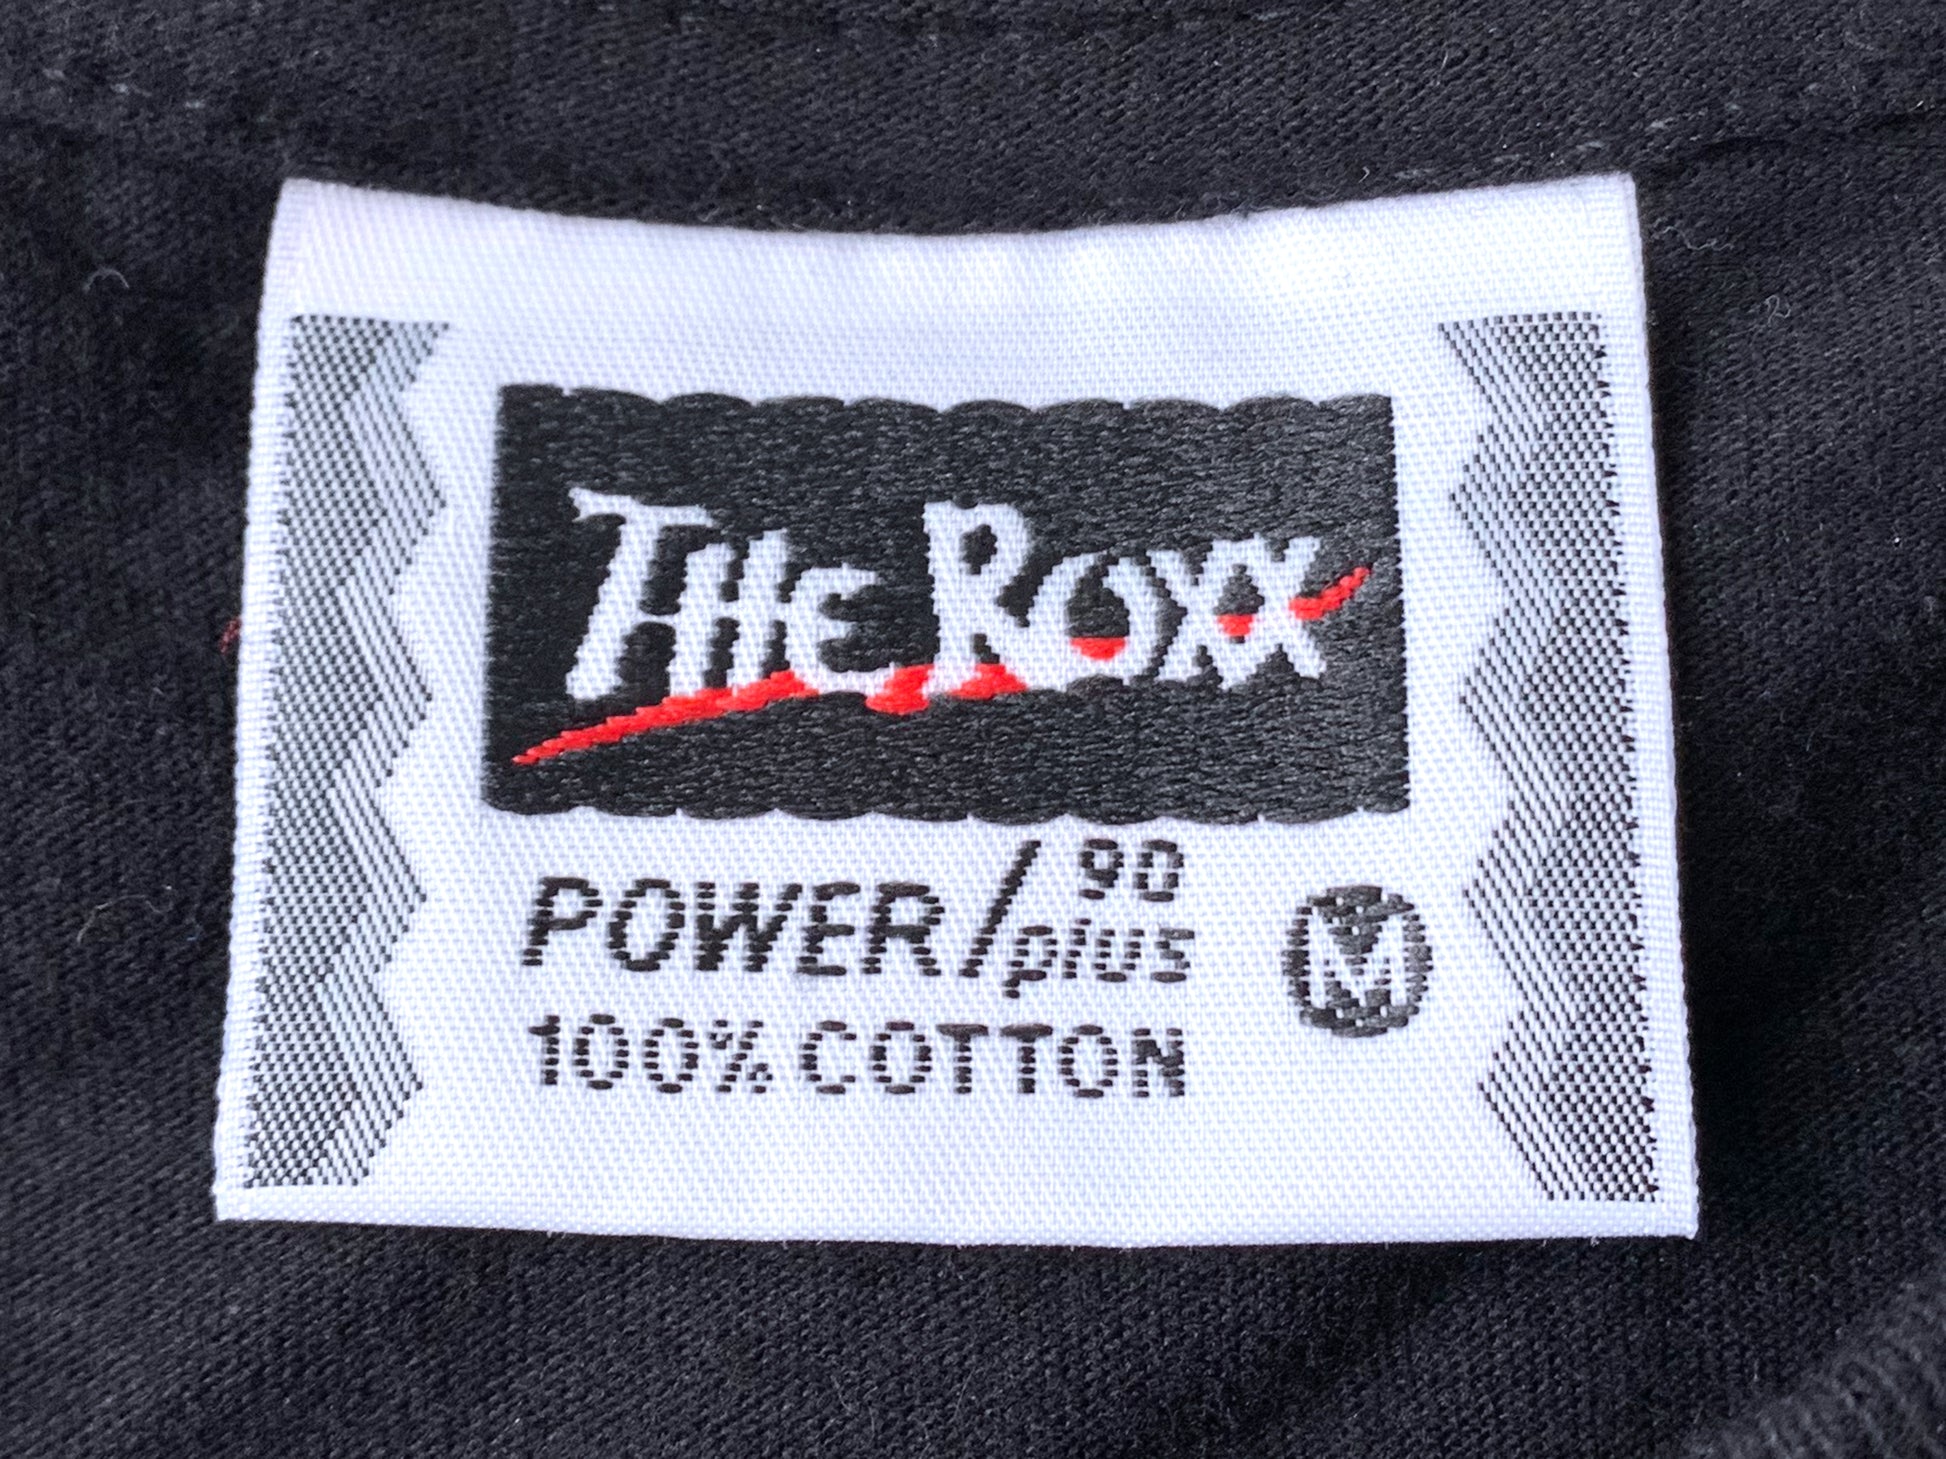 THE ROXX
POWER/90 plus
M
100% COTTON